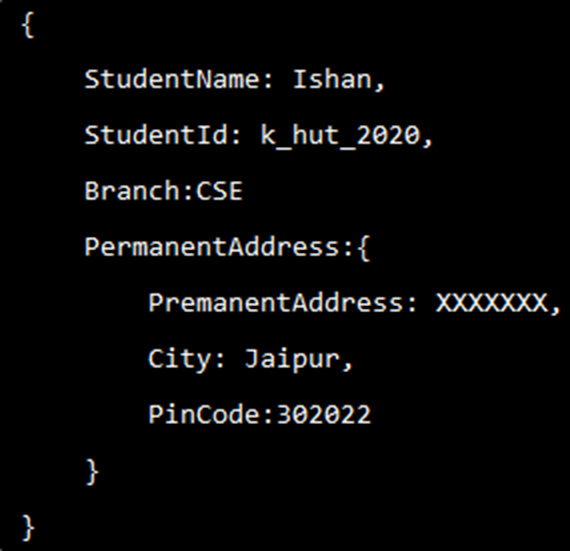 {
StudentName: Ishan,
StudentId: k_hut_2020,
Branch:CSE
PermanentAddress:{
PremanentAddress: XXXXXXX,
City: Jaipur,
PinCode:302022
}
}